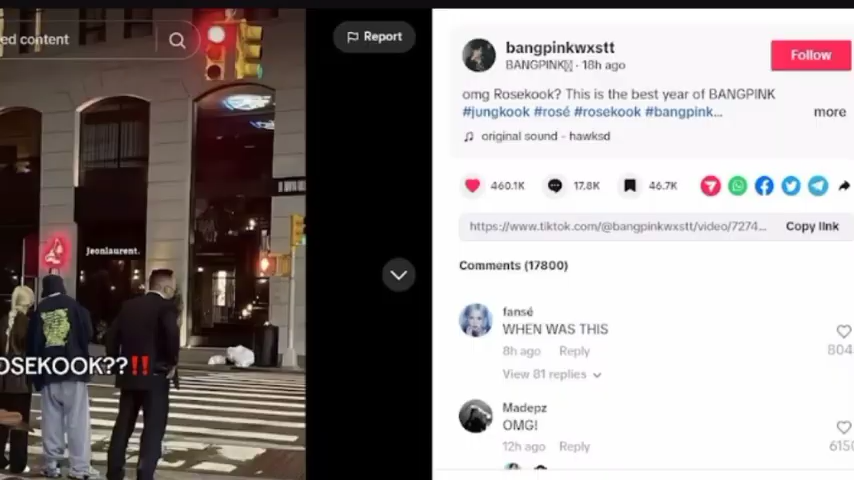 ed content
Report
Jeonlaurent.
OSEKOOK??‼️
bangpinkwxstt
BANGPINK · 18h ago
Follow
omg Rosekook? This is the best year of BANGPINK
#jungkook #rosé #rosekook #bangpink...
more
original sound - hawksd
460.1K
17.8K
46.7K
https://www.tiktok.com/@bangpinkwxstt/video/7274...
Copy link
Comments (17800)
fansé
WHEN WAS THIS
8h ago
Reply
804
View 81 replies
Madepz
OMG!
12h ago
Reply
6150